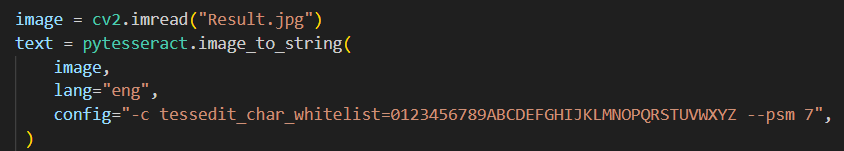 image = cv2.imread("Result.jpg")
text = pytesseract.image_to_string(
    image,
    lang="eng",
    config="-c tessedit_char_whitelist=0123456789ABCDEFGHIJKLMNOPQRSTUVWXYZ --psm 7",
)